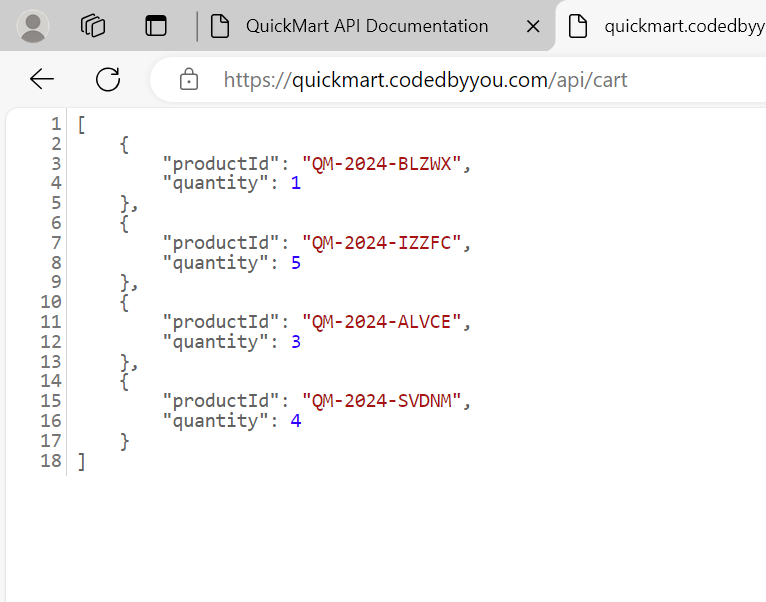 QuickMart API Documentation
quickmart.codedbyy
https://quickmart.codedbyyou.com/api/cart
1 [
2 {
3 "productId": "QM-2024-BLZWX",
4 "quantity": 1
5 },
6 {
7 "productId": "QM-2024-IZZFC",
8 "quantity": 5
9 },
10 {
11 "productId": "QM-2024-ALVCE",
12 "quantity": 3
13 },
14 {
15 "productId": "QM-2024-SVDNM",
16 "quantity": 4
17 }
18 ]